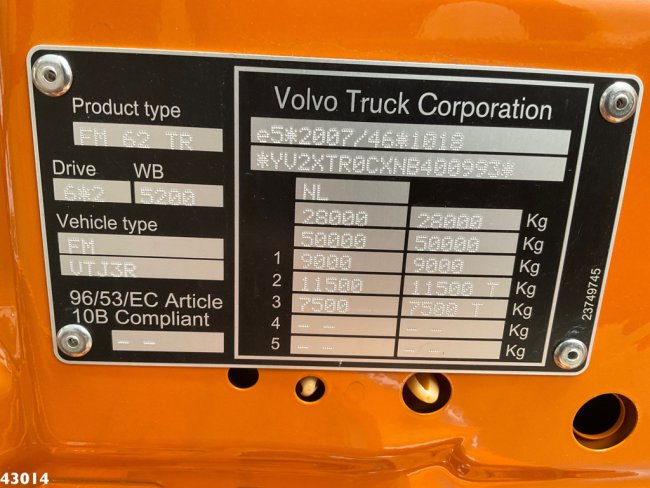 Product type
FM 62 TR
Drive WB
6*2 5200
Vehicle type
FM
VTJ3R
96/53/EC Article
10B Compliant
-- --
Volvo Truck Corporation
e5*2007/46*1018
*YV2XTR0CXNB400993*
NL
28000 28000 Kg
50000 50000 Kg
1 9000 9000 Kg
2 11500 11500 T Kg
3 7500 7500 T Kg
4 -- -- -- -- Kg
5 -- -- -- -- Kg
23749745
43014